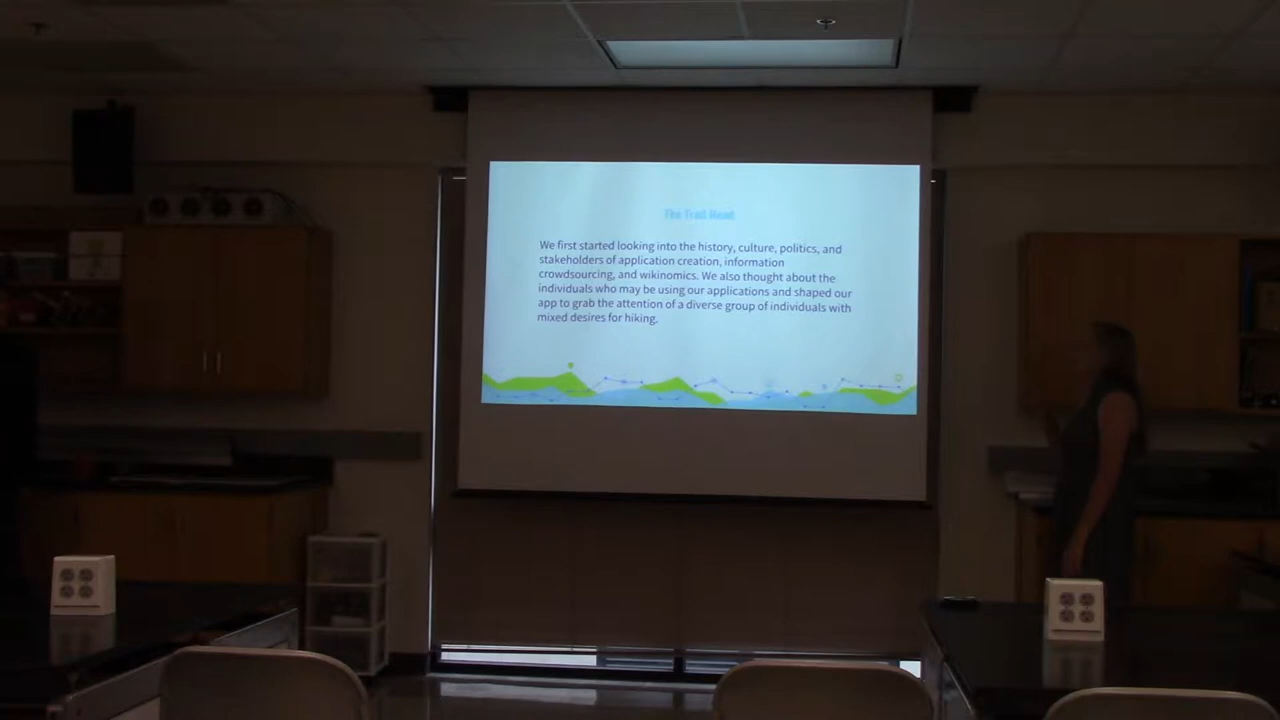 The Trail Head
We first started looking into the history, culture, politics, and
stakeholders of application creation, information
crowdsourcing, and wikinomics. We also thought about the
individuals who may be using our applications and shaped our
app to grab the attention of a diverse group of individuals with
mixed desires for hiking.